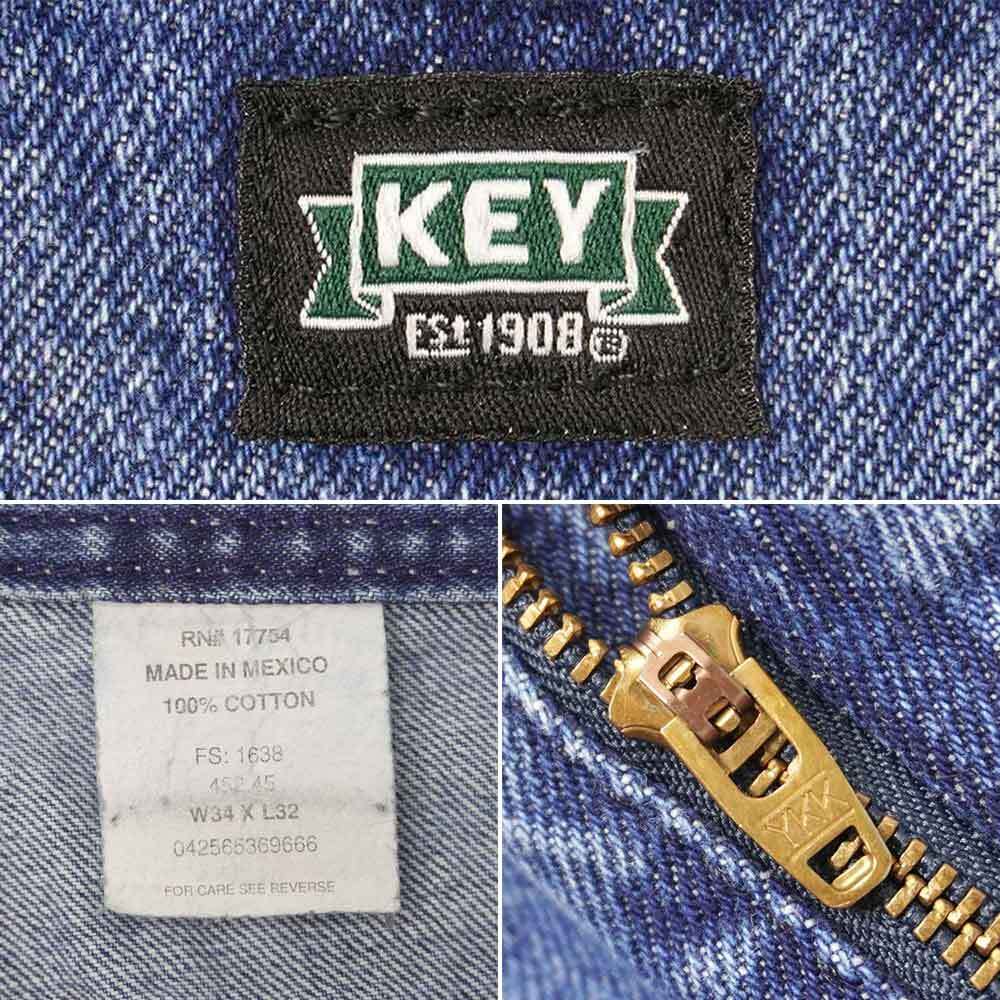 KEY
EST. 1908 ®
RN# 17754
MADE IN MEXICO
100% COTTON
FS: 1638
452.45
W34 X L32
042565369666
FOR CARE SEE REVERSE
YKK